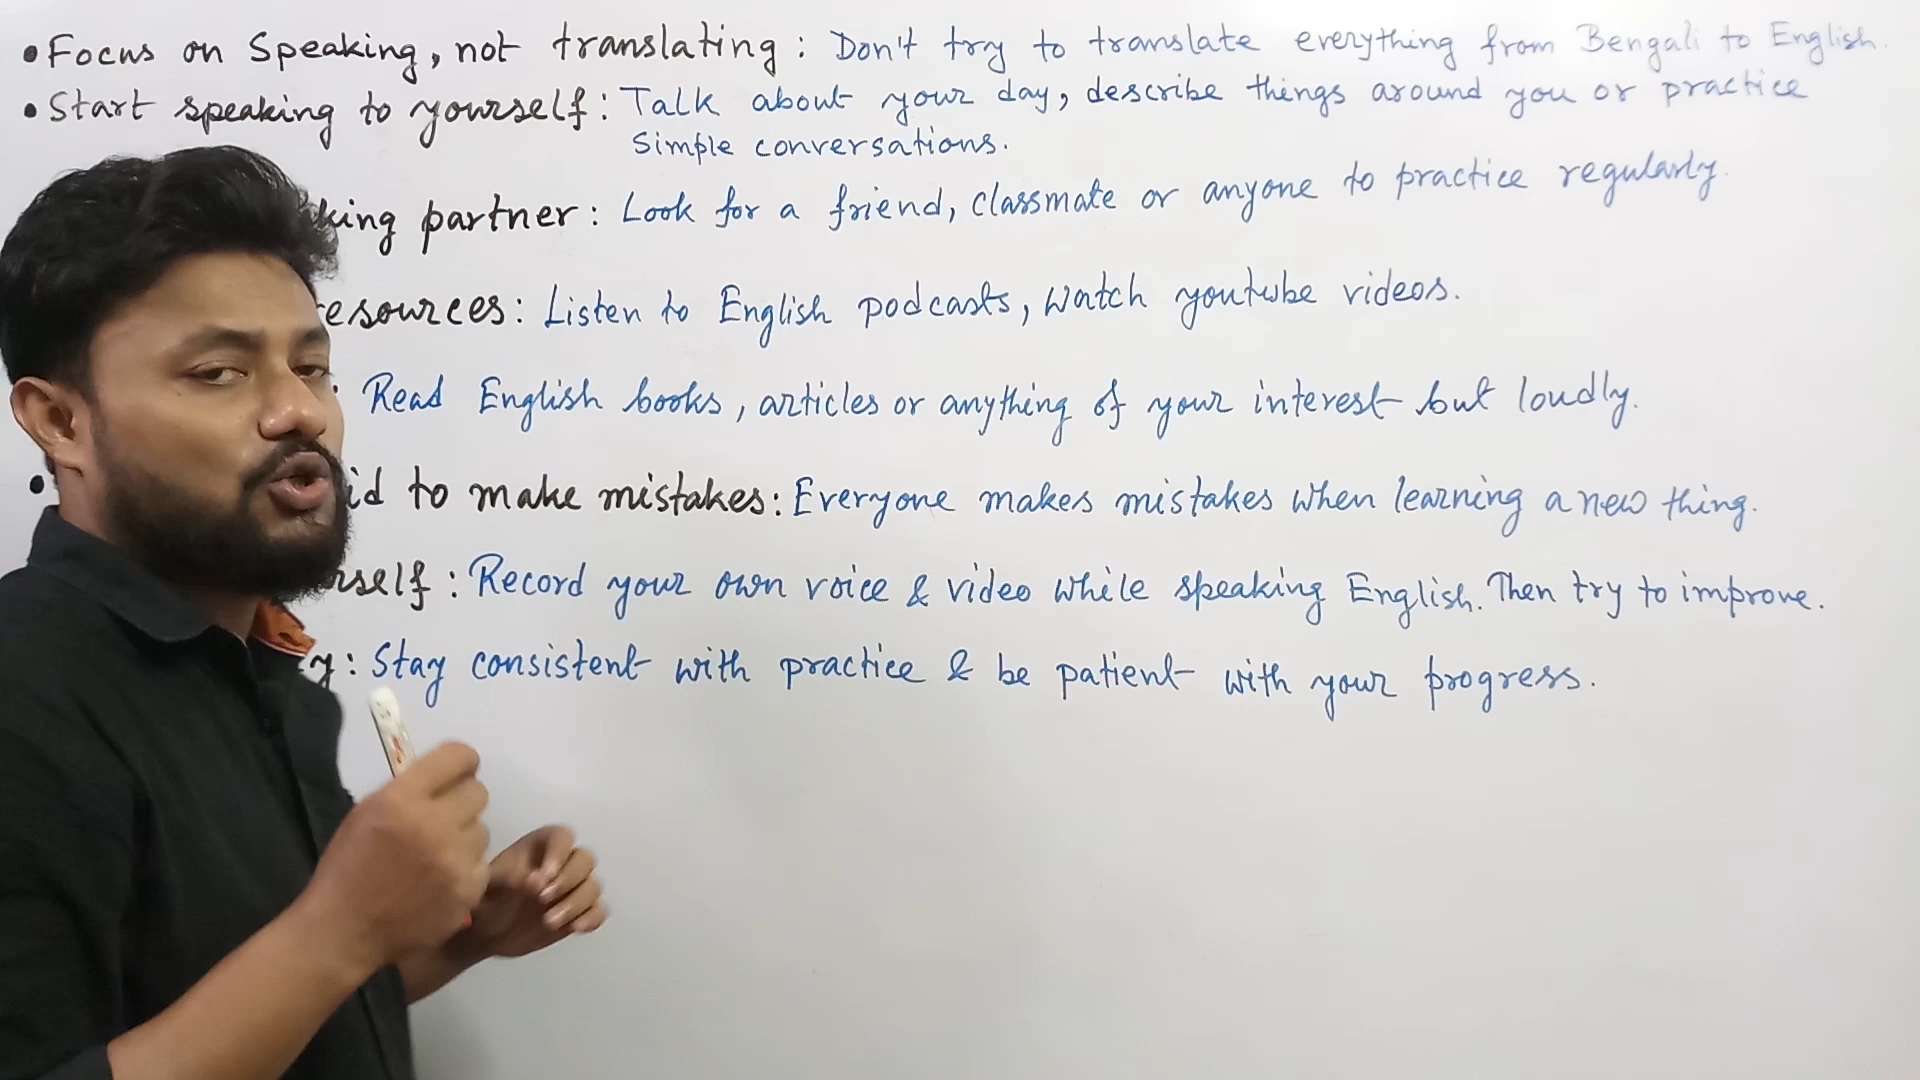 • Focus on Speaking, not translating: Don't try to translate everything from Bengali to English.
• Start speaking to yourself: Talk about your day, describe things around you or practice
Simple conversations.
king partner: Look for a friend, classmate or anyone to practice regularly.
esources: Listen to English podcasts, Watch youtube videos.
: Read English books, articles or anything of your interest but loudly.
• id to make mistakes: Everyone makes mistakes when learning a new thing.
rself: Record your own voice & video while speaking English. Then try to improve.
y: Stay consistent with practice & be patient with your progress.